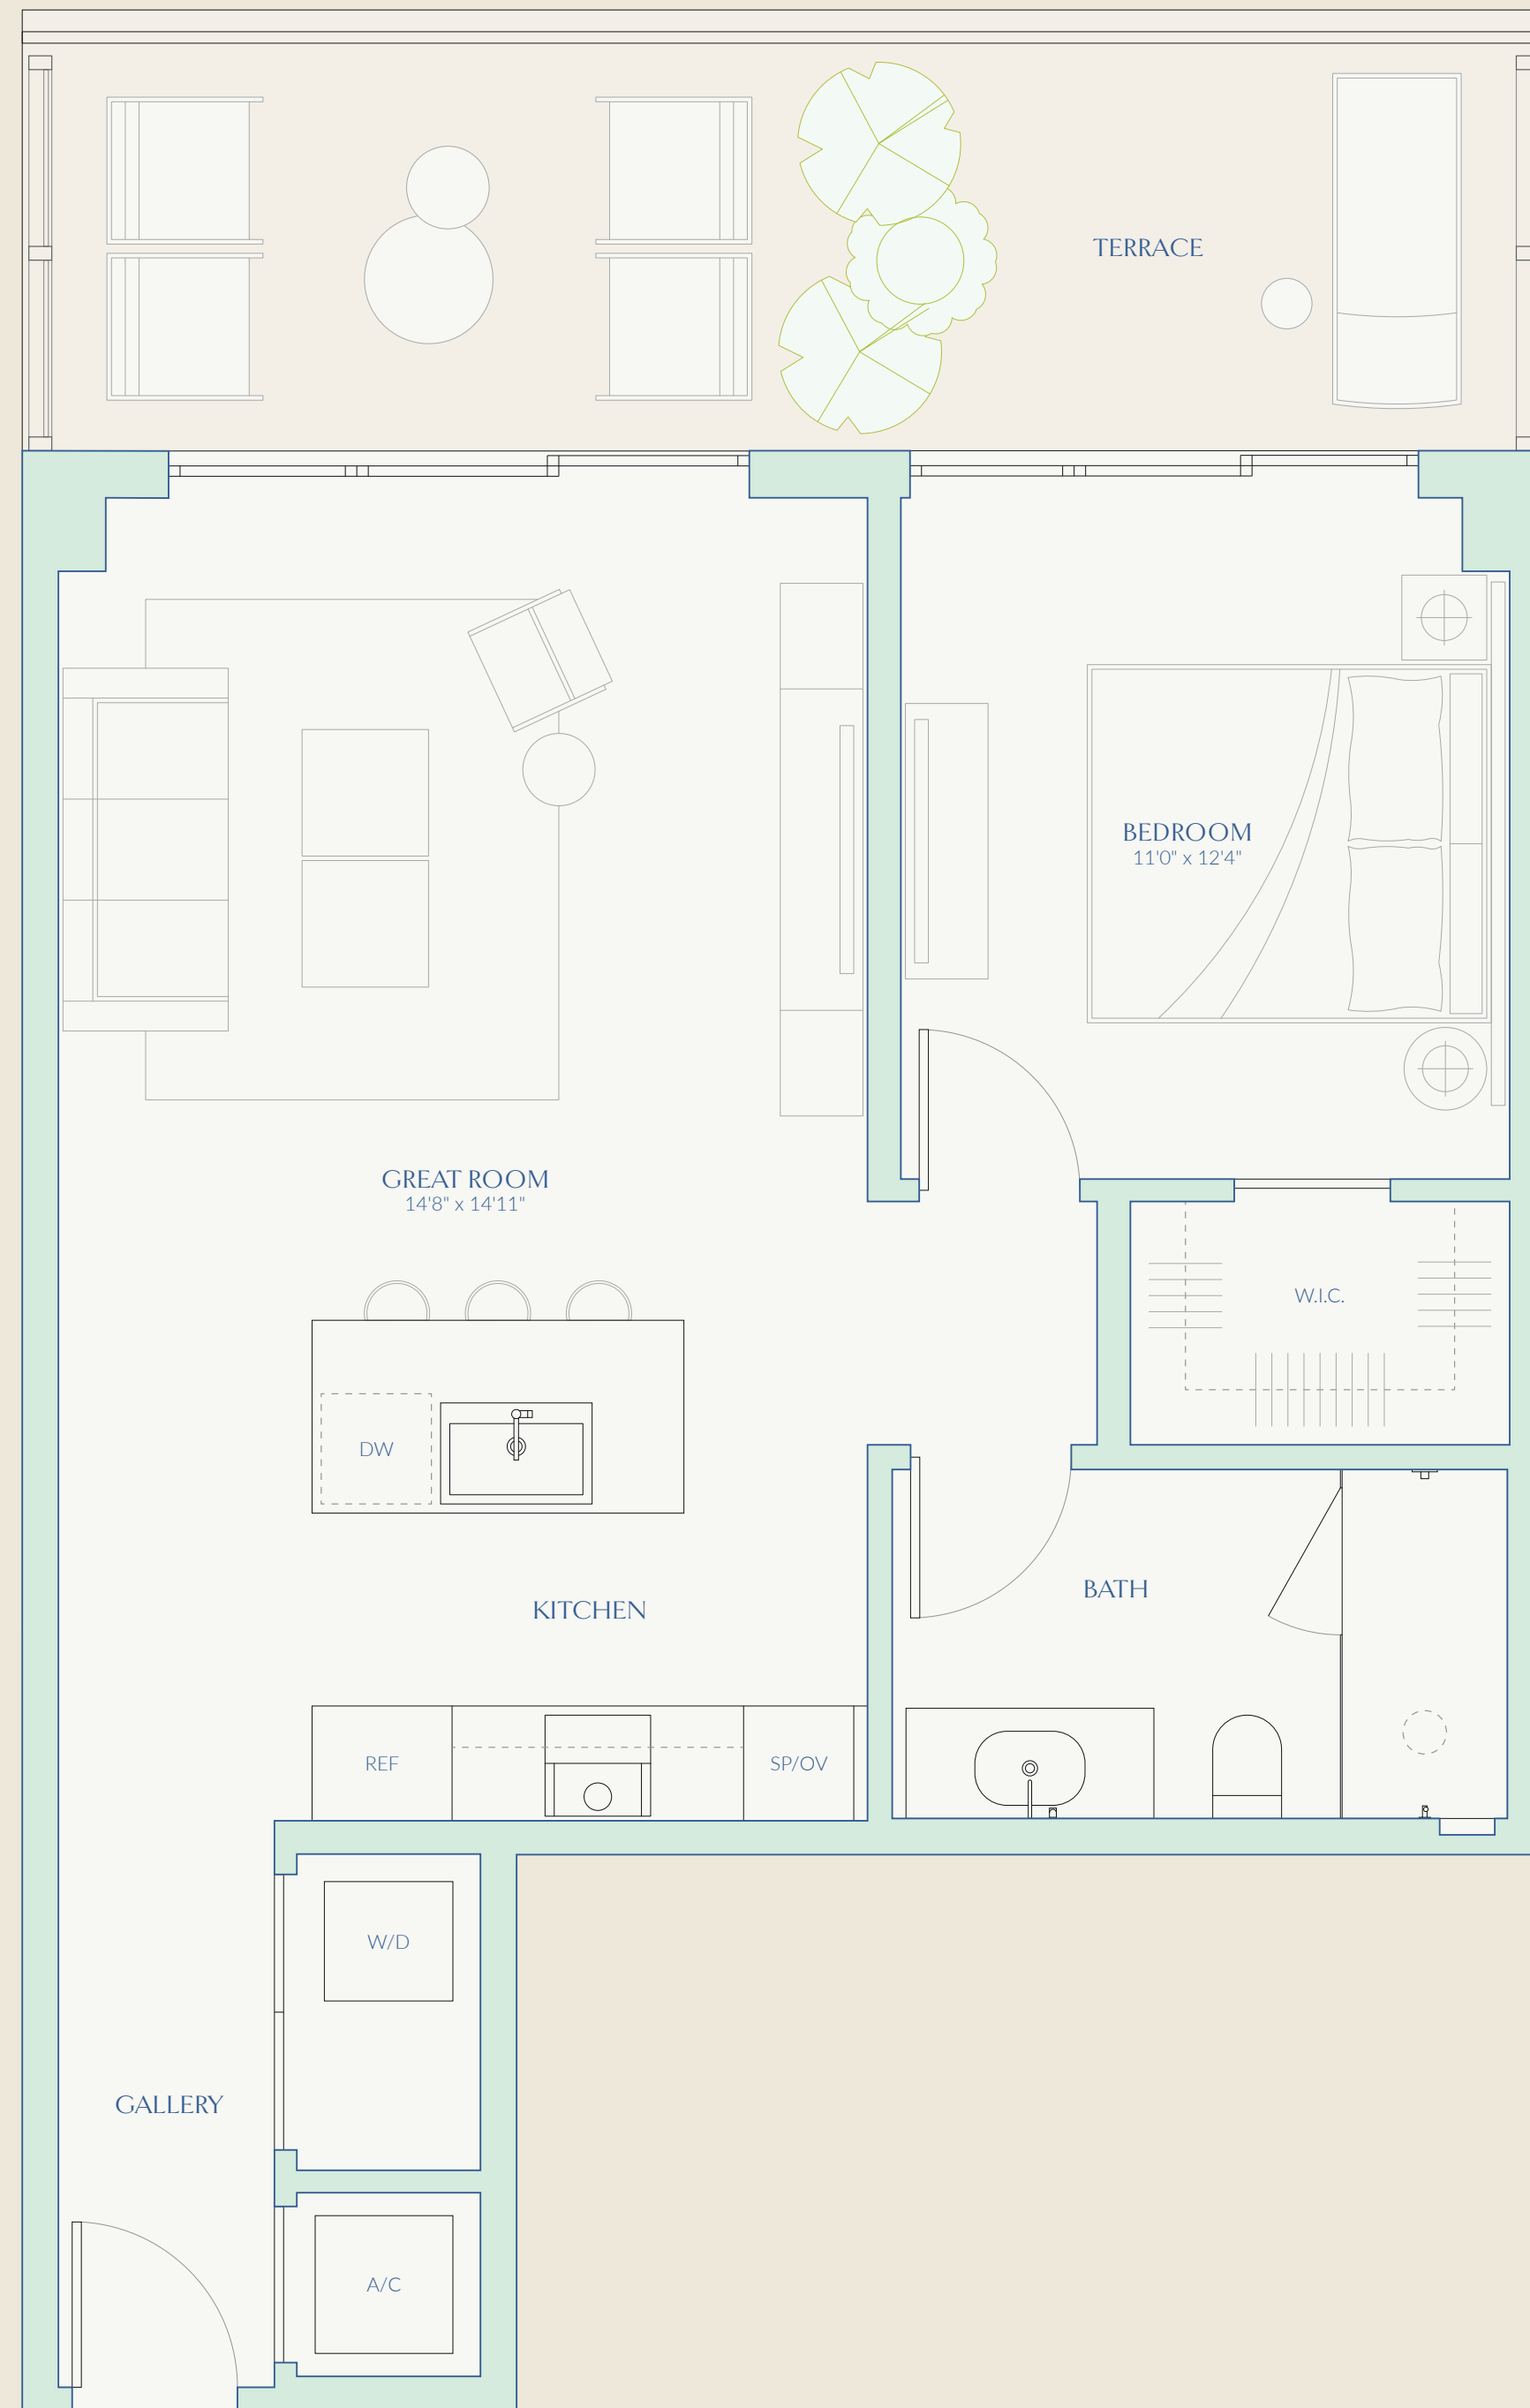 TERRACE
BEDROOM
11'0" x 12'4"
GREAT ROOM
14'8" x 14'11"
W.I.C.
DW
BATH
KITCHEN
REF
SP/OV
W/D
GALLERY
A/C